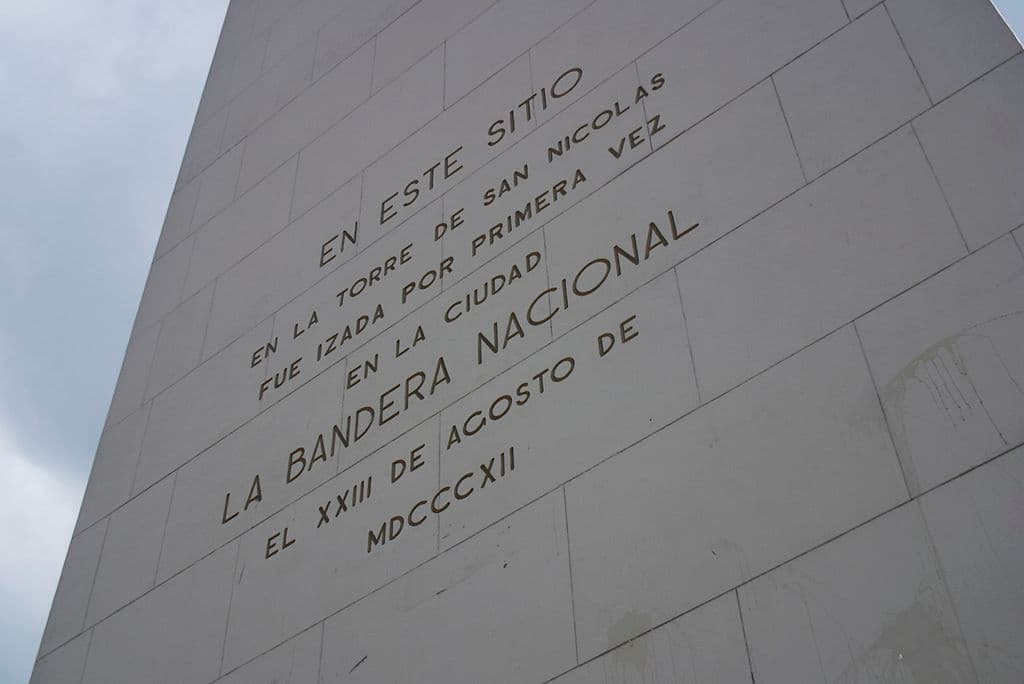 EN ESTE SITIO
EN LA TORRE DE SAN NICOLAS
FUE IZADA POR PRIMERA VEZ
EN LA CIUDAD
LA BANDERA NACIONAL
EL XXIII DE AGOSTO DE
MDCCCXII